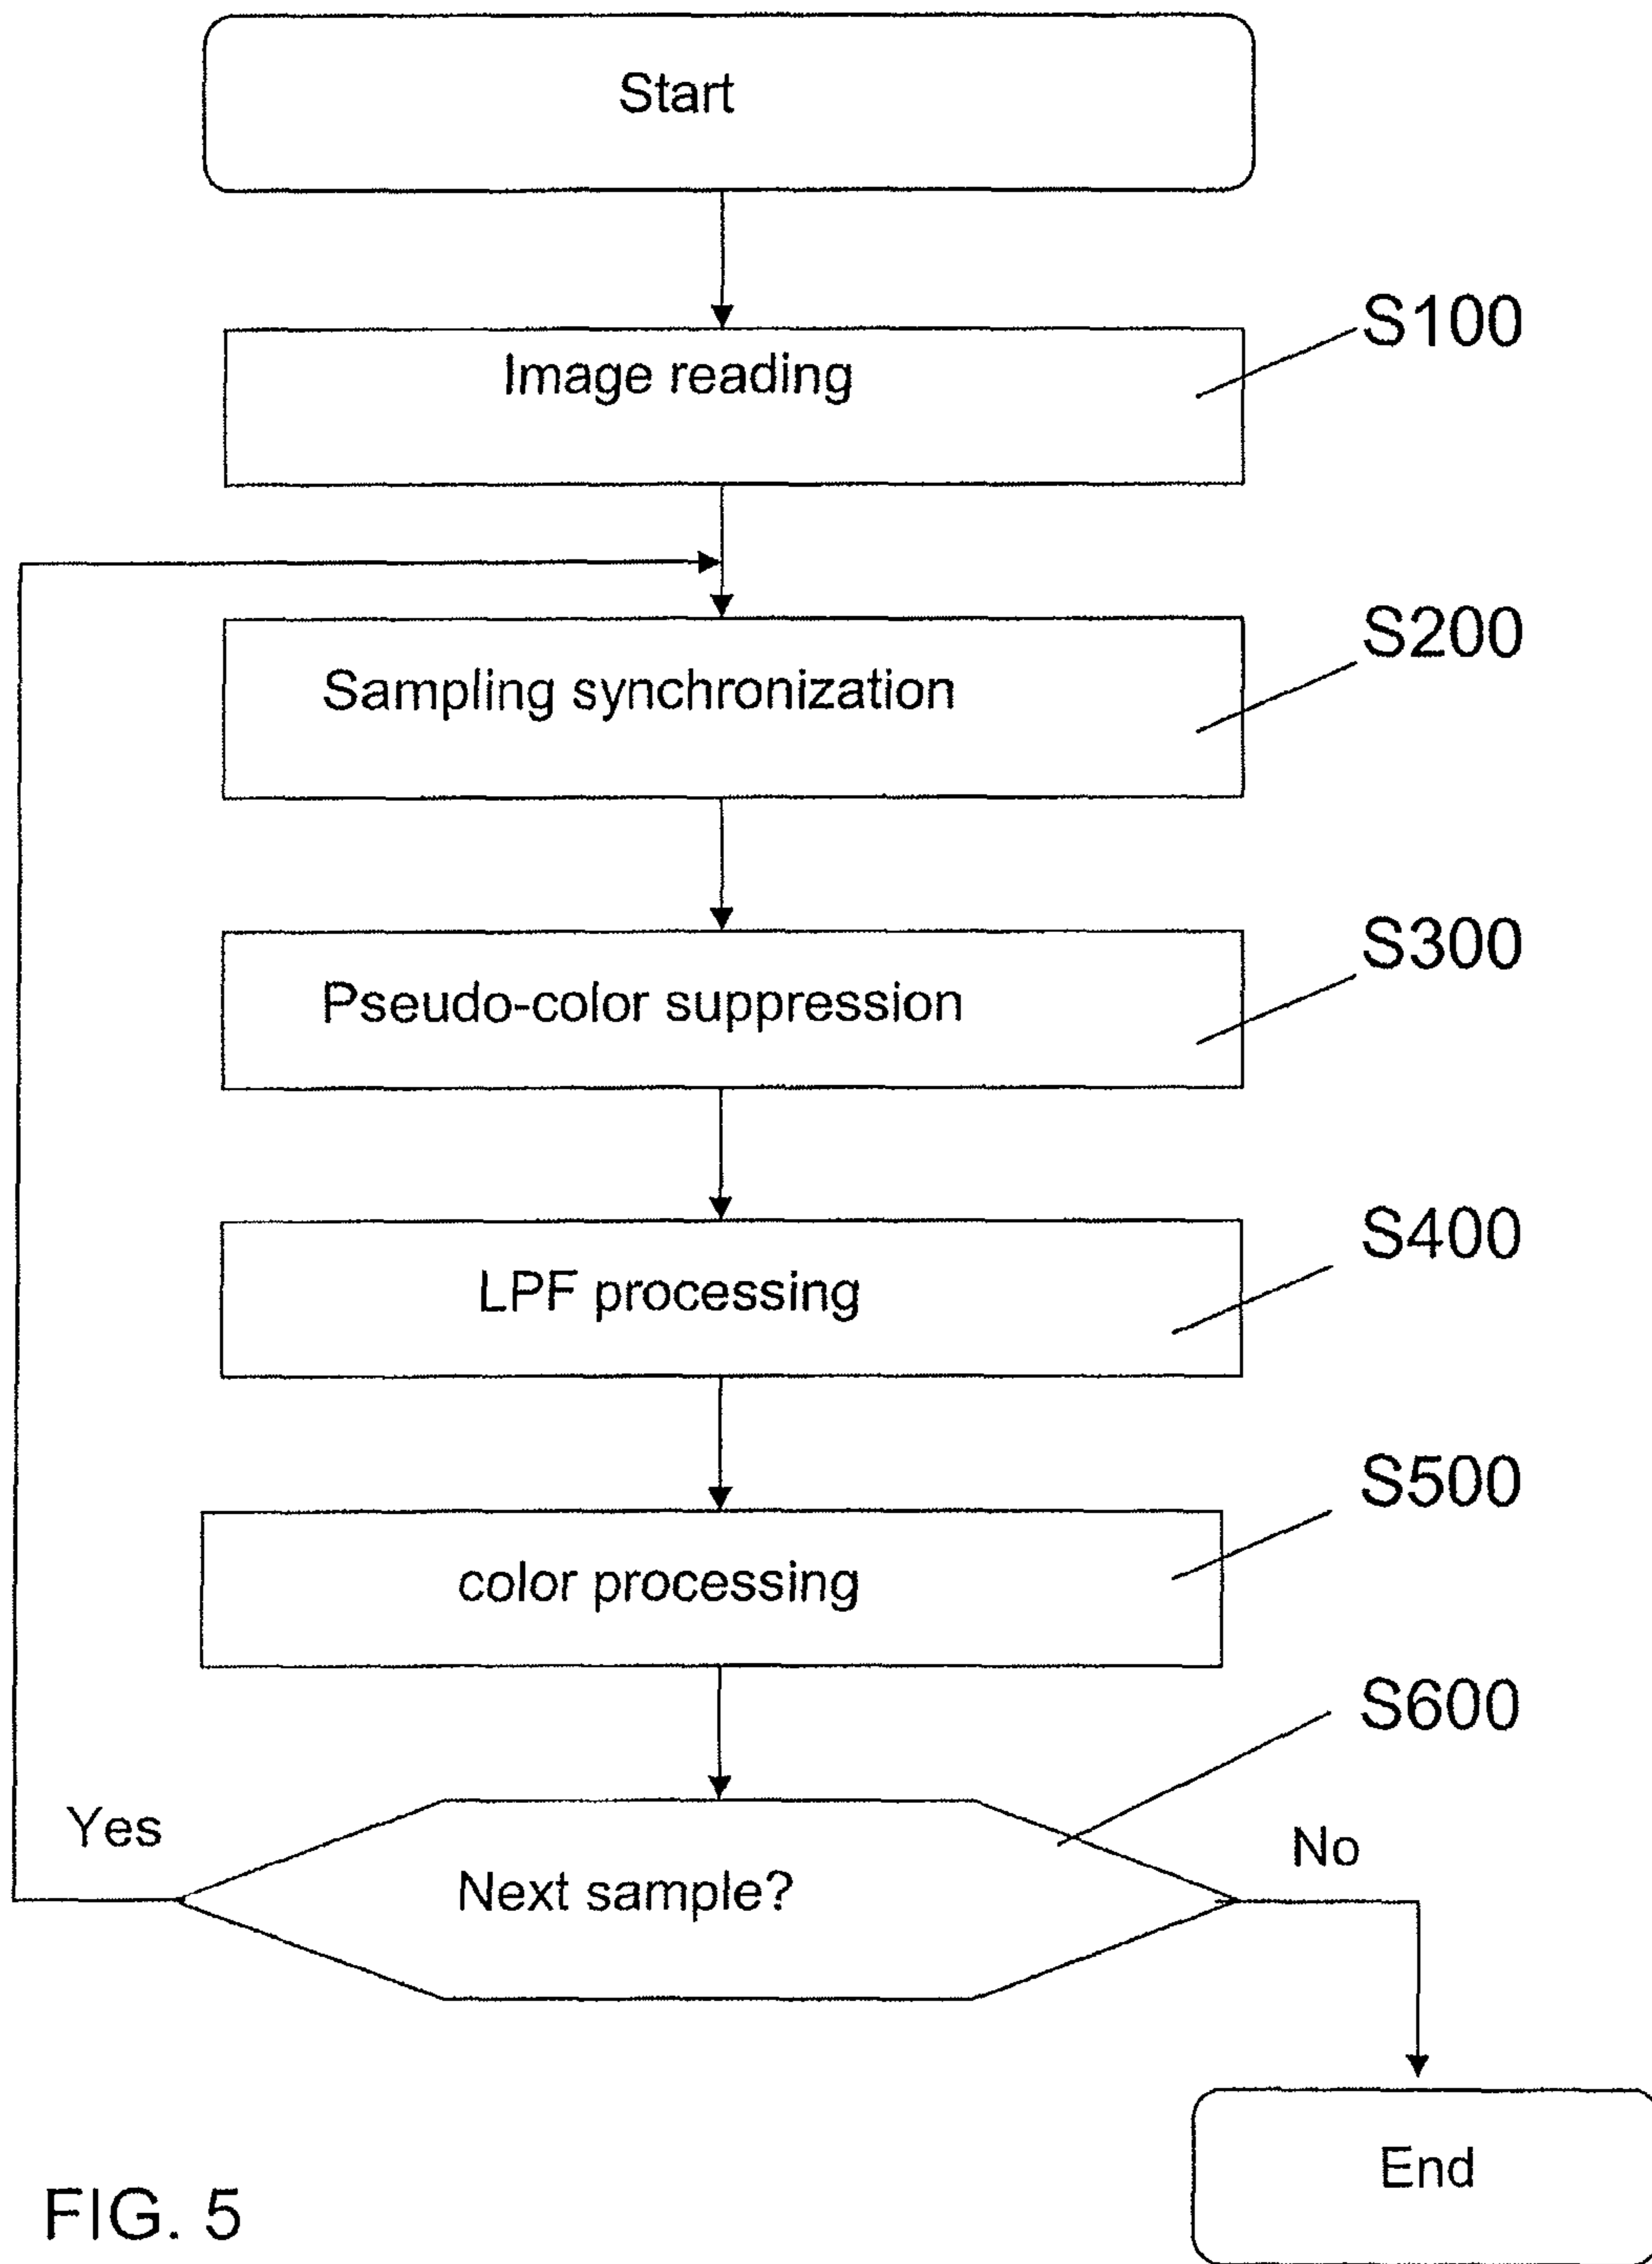 Start
S100
Image reading
S200
Sampling synchronization
S300
Pseudo-color suppression
S400
LPF processing
S500
color processing
S600
Yes
No
Next sample?
End
FIG. 5